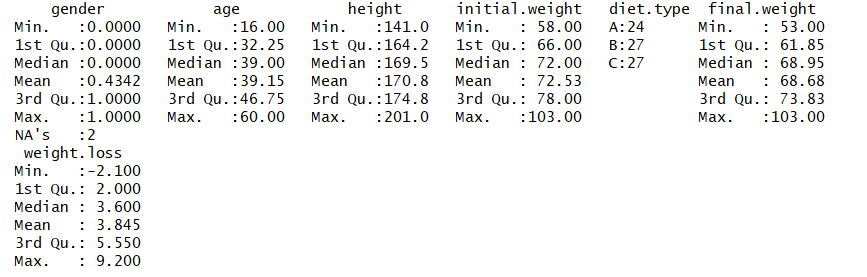 gender            age            height      initial.weight   diet.type  final.weight
 Min.   :0.0000   Min.   :16.00   Min.   :141.0   Min.   : 58.00   A:24      Min.   : 53.00
 1st Qu.:0.0000   1st Qu.:32.25   1st Qu.:164.2   1st Qu.: 66.00   B:27      1st Qu.: 61.85
 Median :0.0000   Median :39.00   Median :169.5   Median : 72.00   C:27      Median : 68.95
 Mean   :0.4342   Mean   :39.15   Mean   :170.8   Mean   : 72.53             Mean   : 68.68
 3rd Qu.:1.0000   3rd Qu.:46.75   3rd Qu.:174.8   3rd Qu.: 78.00             3rd Qu.: 73.83
 Max.   :1.0000   Max.   :60.00   Max.   :201.0   Max.   :103.00             Max.   :103.00
 NA's   :2
  weight.loss
 Min.   :-2.100
 1st Qu.: 2.000
 Median : 3.600
 Mean   : 3.845
 3rd Qu.: 5.550
 Max.   : 9.200